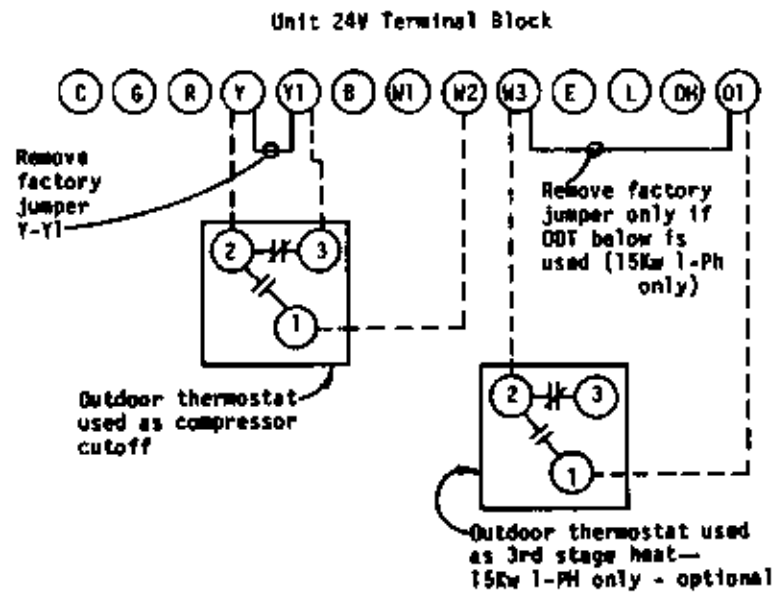 Unit 24V Terminal Block
C G R Y Y1 B W1 W2 W3 E L DH O1
Remove
factory
jumper
Y-Y1
Remove factory
jumper only if
ODT below is
used (15Kw 1-Ph
only)
2 3
1
Outdoor thermostat
used as compressor
cutoff
2 3
1
Outdoor thermostat used
as 3rd stage heat—
15Kw 1-PH only - optional